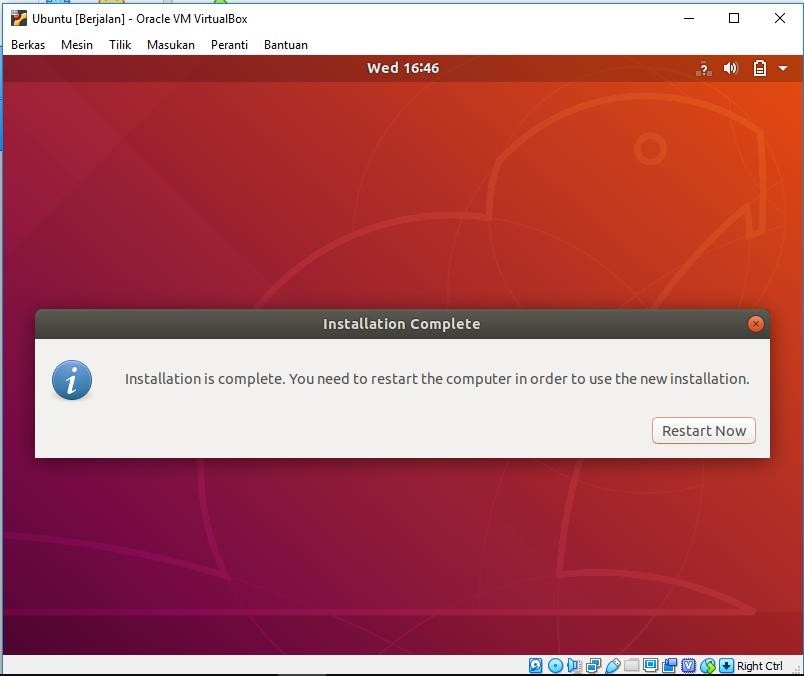 Ubuntu [Berjalan] - Oracle VM VirtualBox
Berkas Mesin Tilik Masukan Peranti Bantuan
Wed 16:46
Installation Complete
Installation is complete. You need to restart the computer in order to use the new installation.
Restart Now
Right Ctrl